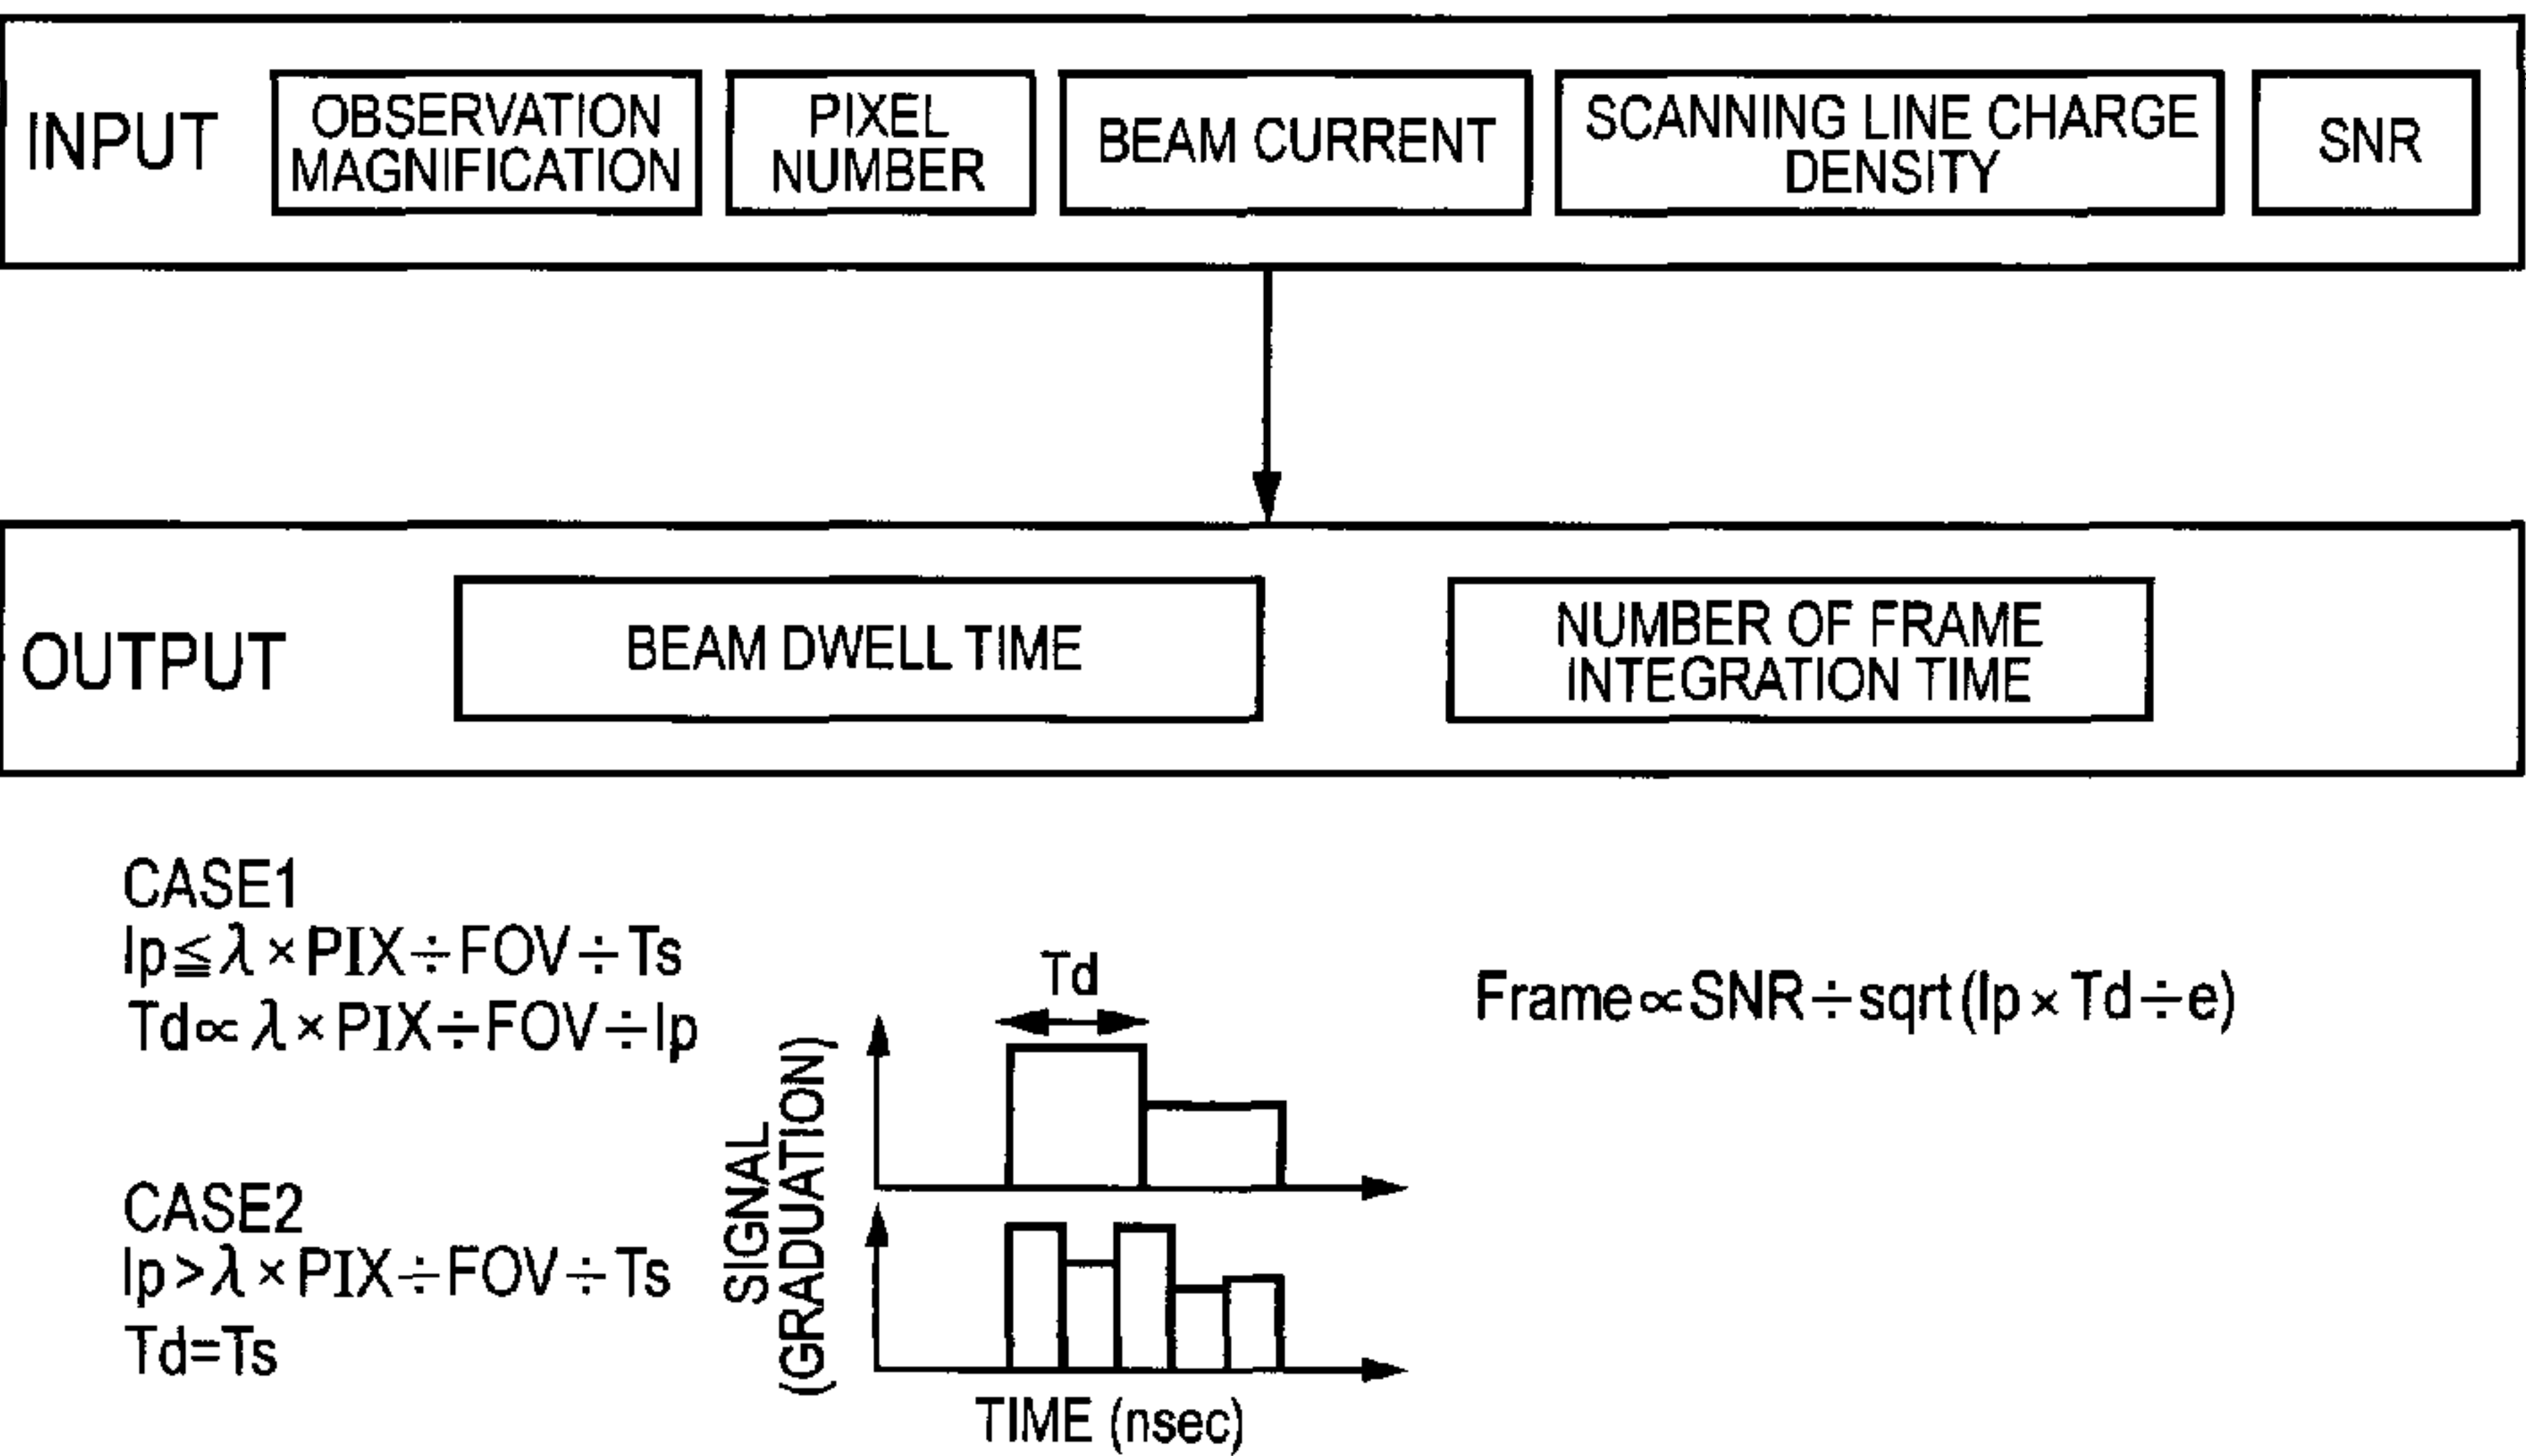 INPUT
OBSERVATION
MAGNIFICATION
PIXEL
NUMBER
BEAM CURRENT
SCANNING LINE CHARGE
DENSITY
SNR
OUTPUT
BEAM DWELL TIME
NUMBER OF FRAME
INTEGRATION TIME
CASE1
Ip≦λ×PIX÷FOV÷Ts
Td∝λ×PIX÷FOV÷Ip
CASE2
Ip>λ×PIX÷FOV÷Ts
Td=Ts
SIGNAL
(GRADUATION)
Td
TIME (nsec)
Frame∝SNR÷sqrt(Ip×Td÷e)